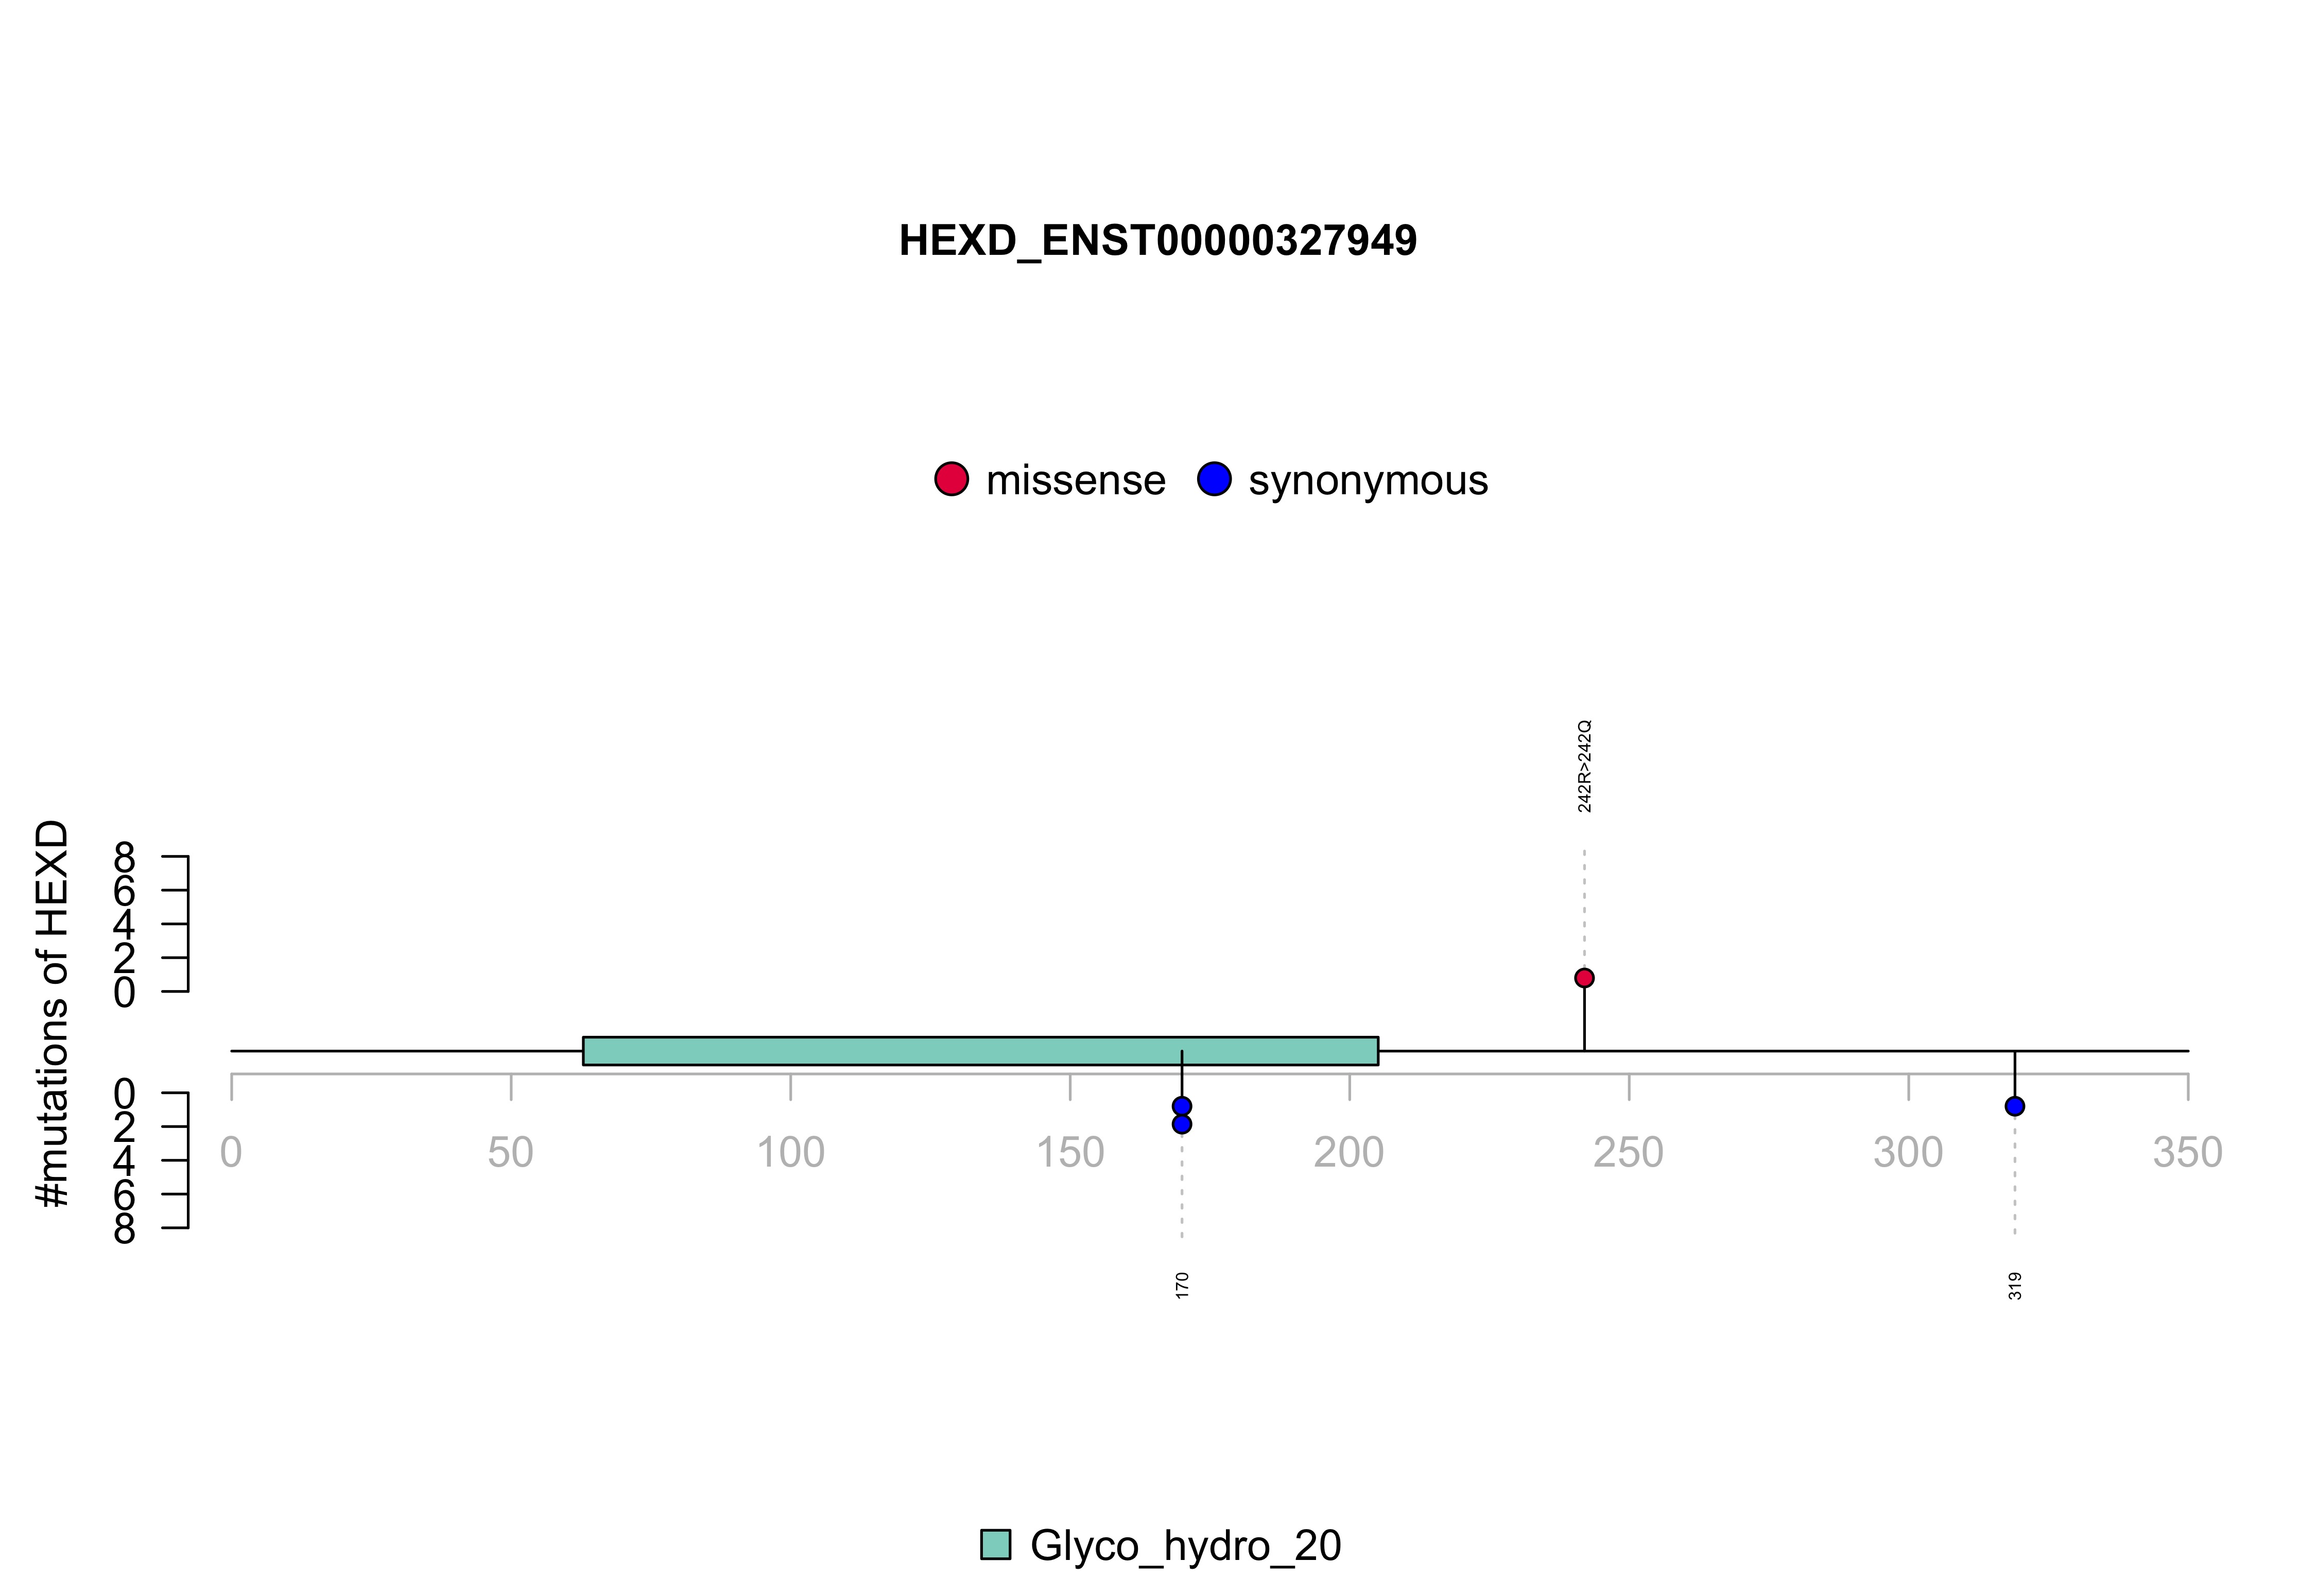 HEXD_ENST00000327949
missense synonymous
242R>242Q
#mutations of HEXD
8
6
4
2
0
0
2
4
6
8
0 50 100 150 200 250 300 350
170 319
Glyco_hydro_20